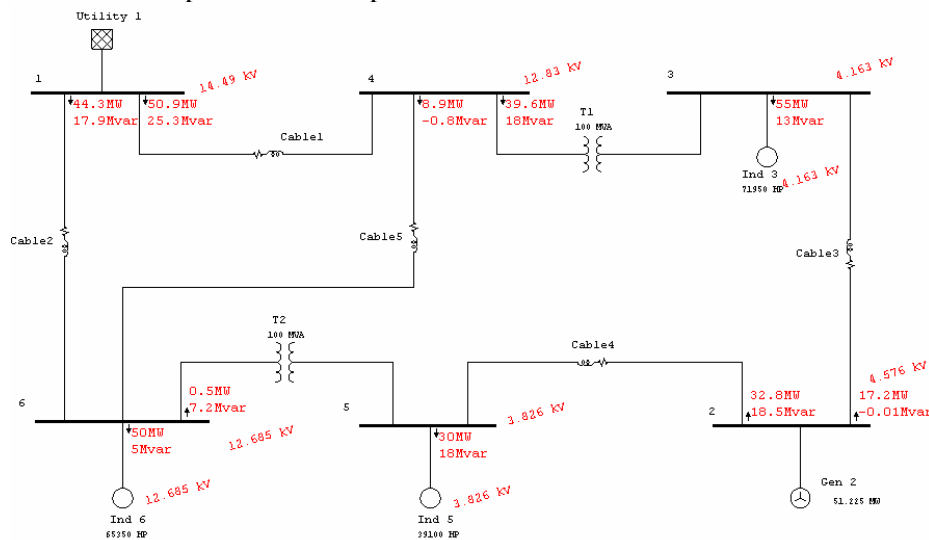 Utility 1
1
14.49 kV
44.3MW
17.9Mvar
50.9MW
25.3Mvar
Cable1
4
12.83 kV
8.9MW
-0.8Mvar
39.6MW
18Mvar
T1
100 MVA
3
4.163 kV
55MW
13Mvar
Ind 3
71950 HP
4.163 kV
Cable2
Cable5
Cable3
T2
100 MVA
Cable4
6
0.5MW
7.2Mvar
12.685 kV
50MW
5Mvar
12.685 kV
Ind 6
65350 HP
5
3.826 kV
30MW
18Mvar
3.826 kV
Ind 5
39100 HP
2
32.8MW
18.5Mvar
4.576 kV
17.2MW
-0.01Mvar
Gen 2
51.225 MW